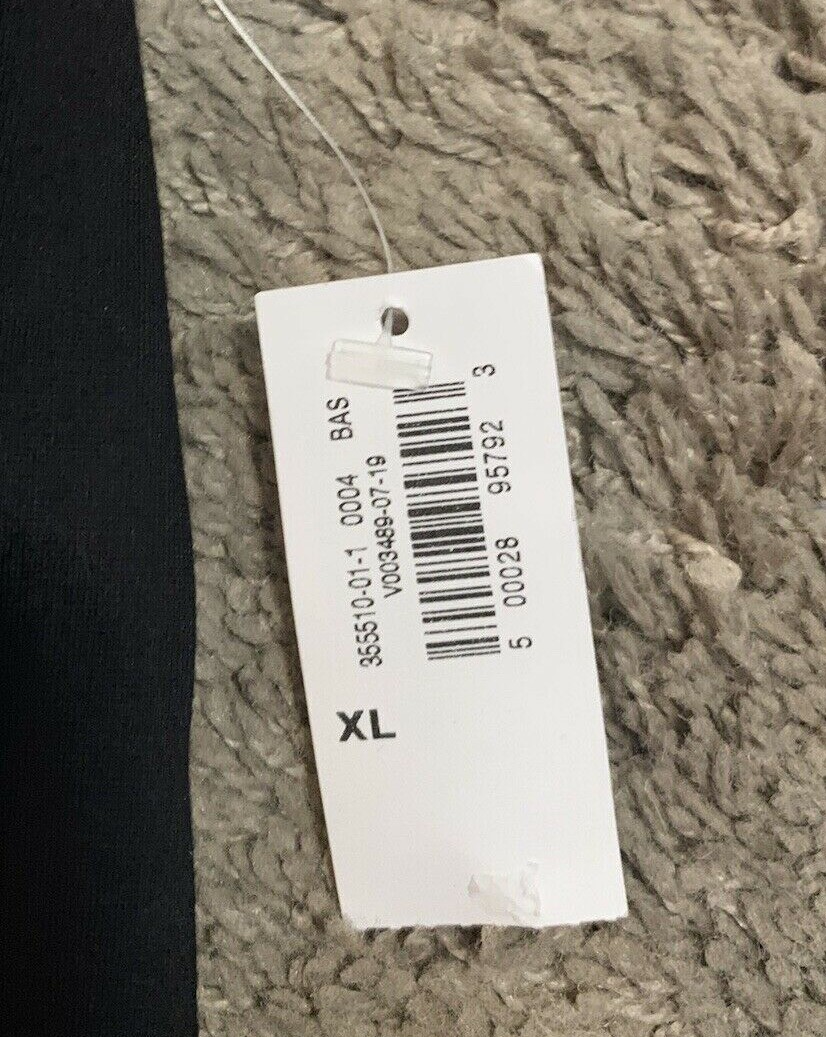 355510-01-1 0004 BAS
V003489-07-19
5 00028 95792 3
XL